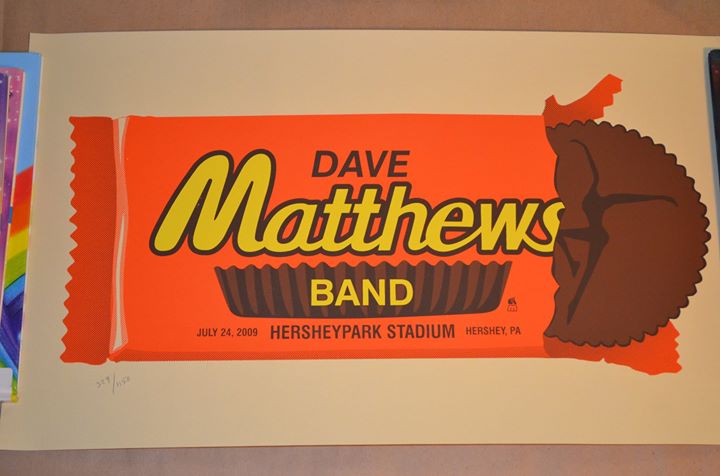 DAVE
Matthews
BAND
JULY 24, 2009 HERSHEYPARK STADIUM HERSHEY, PA